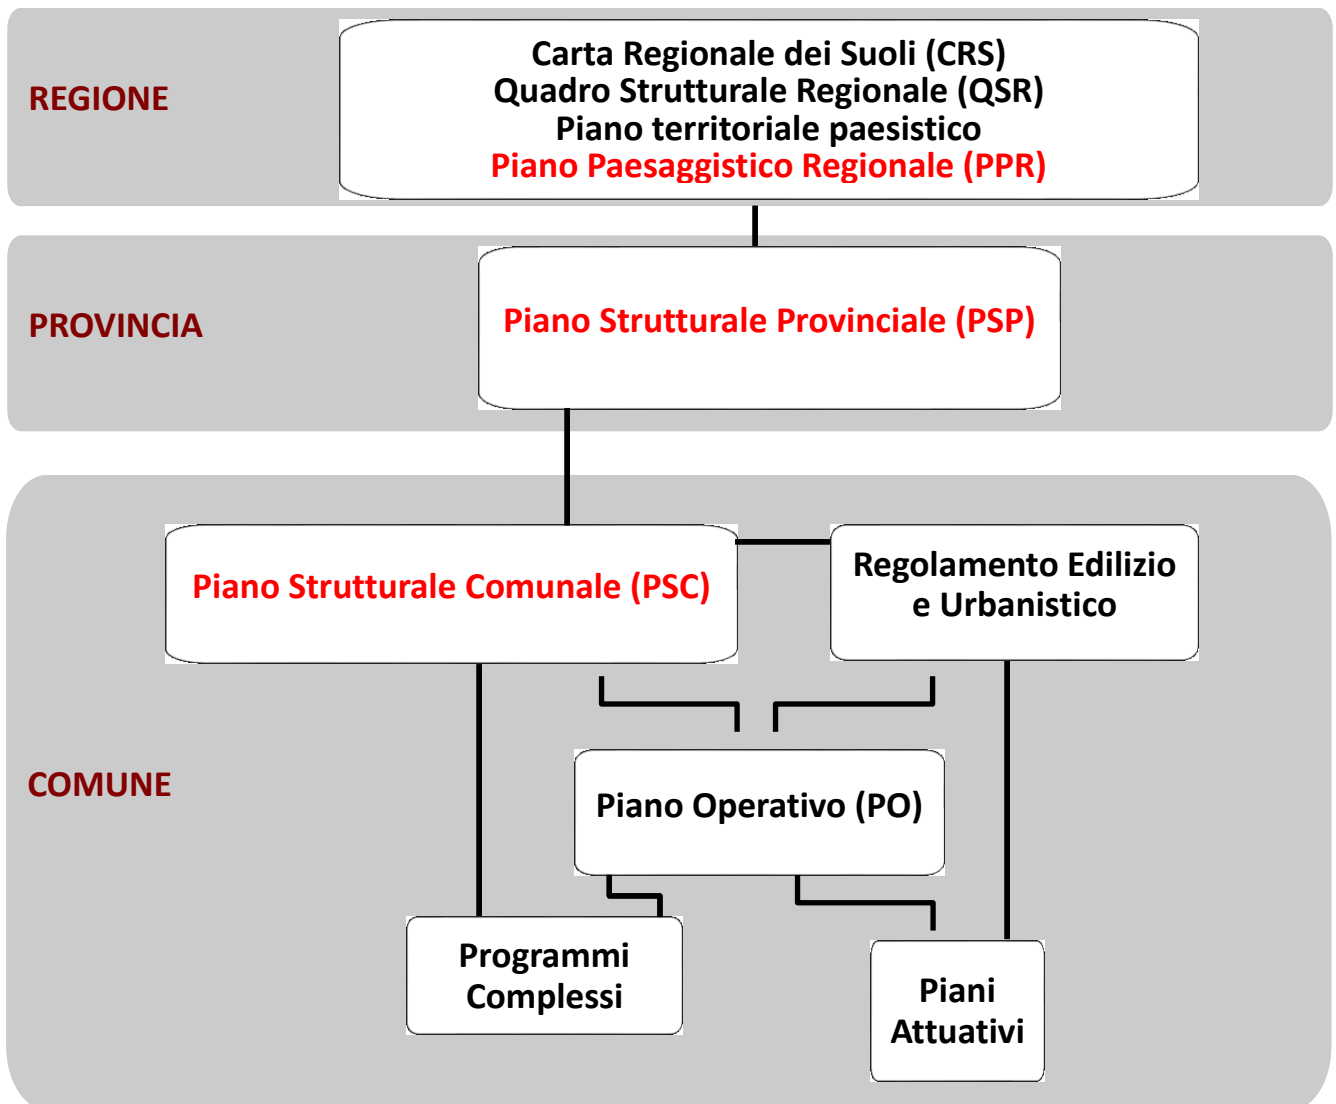 REGIONE
Carta Regionale dei Suoli (CRS)
Quadro Strutturale Regionale (QSR)
Piano territoriale paesistico
Piano Paesaggistico Regionale (PPR)
PROVINCIA
Piano Strutturale Provinciale (PSP)
COMUNE
Piano Strutturale Comunale (PSC)
Regolamento Edilizio
e Urbanistico
Piano Operativo (PO)
Programmi
Complessi
Piani
Attuativi